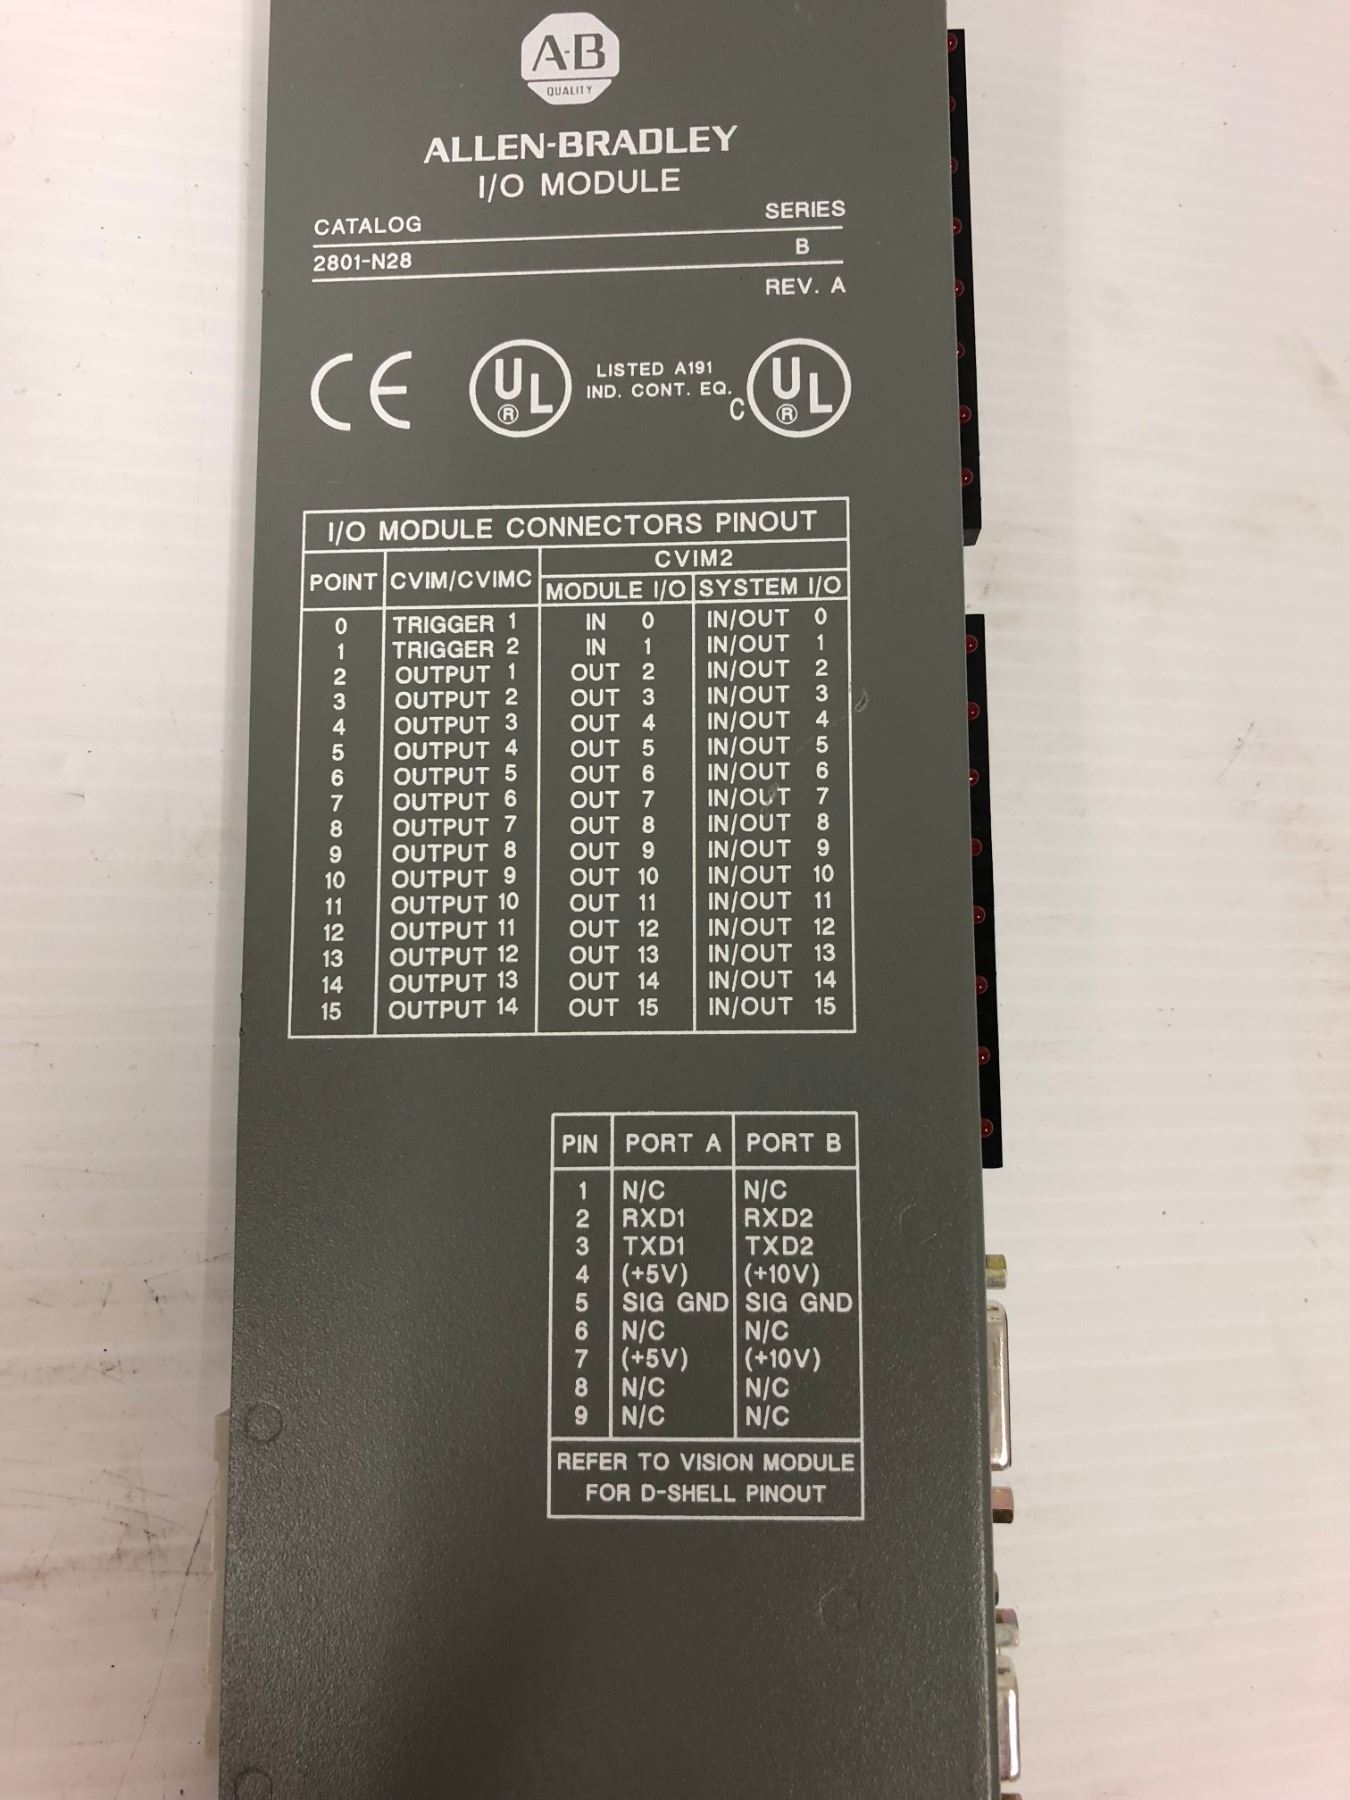 A-B
QUALITY
ALLEN-BRADLEY
I/O MODULE
CATALOG SERIES
2801-N28 B
REV. A
CE UL ® LISTED A191 IND. CONT. EQ. C UL ®
I/O MODULE CONNECTORS PINOUT
CVIM2
POINT CVIM/CVIMC MODULE I/O SYSTEM I/O
0 TRIGGER 1 IN 0 IN/OUT 0
1 TRIGGER 2 IN 1 IN/OUT 1
2 OUTPUT 1 OUT 2 IN/OUT 2
3 OUTPUT 2 OUT 3 IN/OUT 3
4 OUTPUT 3 OUT 4 IN/OUT 4
5 OUTPUT 4 OUT 5 IN/OUT 5
6 OUTPUT 5 OUT 6 IN/OUT 6
7 OUTPUT 6 OUT 7 IN/OUT 7
8 OUTPUT 7 OUT 8 IN/OUT 8
9 OUTPUT 8 OUT 9 IN/OUT 9
10 OUTPUT 9 OUT 10 IN/OUT 10
11 OUTPUT 10 OUT 11 IN/OUT 11
12 OUTPUT 11 OUT 12 IN/OUT 12
13 OUTPUT 12 OUT 13 IN/OUT 13
14 OUTPUT 13 OUT 14 IN/OUT 14
15 OUTPUT 14 OUT 15 IN/OUT 15
PIN PORT A PORT B
1 N/C N/C
2 RXD1 RXD2
3 TXD1 TXD2
4 (+5V) (+10V)
5 SIG GND SIG GND
6 N/C N/C
7 (+5V) (+10V)
8 N/C N/C
9 N/C N/C
REFER TO VISION MODULE
FOR D-SHELL PINOUT